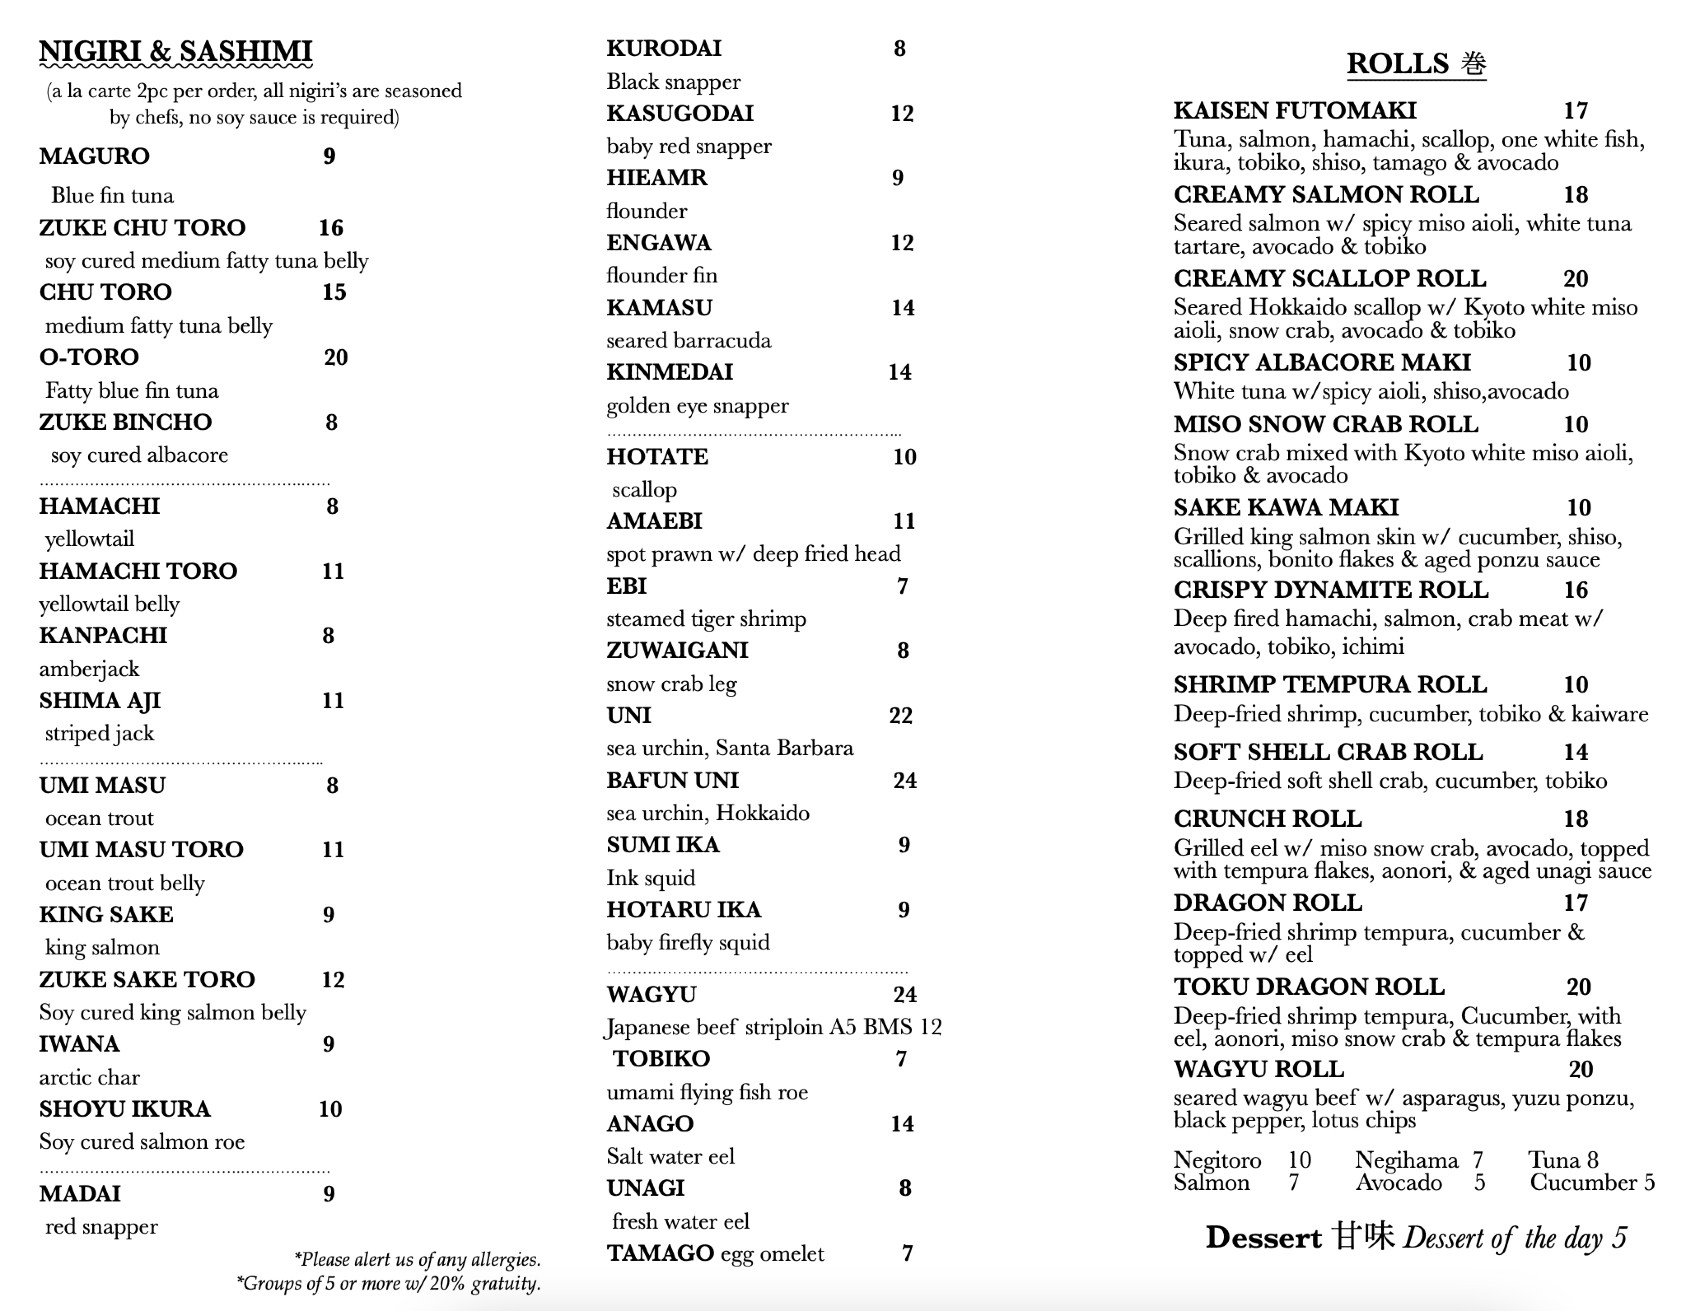 NIGIRI & SASHIMI
(a la carte 2pc per order, all nigiri's are seasoned
by chefs, no soy sauce is required)
MAGURO 9
Blue fin tuna
ZUKE CHU TORO 16
soy cured medium fatty tuna belly
CHU TORO 15
medium fatty tuna belly
O-TORO 20
Fatty blue fin tuna
ZUKE BINCHO 8
soy cured albacore
HAMACHI 8
yellowtail
HAMACHI TORO 11
yellowtail belly
KANPACHI 8
amberjack
SHIMA AJI 11
striped jack
UMI MASU 8
ocean trout
UMI MASU TORO 11
ocean trout belly
KING SAKE 9
king salmon
ZUKE SAKE TORO 12
Soy cured king salmon belly
IWANA 9
arctic char
SHOYU IKURA 10
Soy cured salmon roe
MADAI 9
red snapper
*Please alert us of any allergies.
*Groups of 5 or more w/ 20% gratuity.
KURODAI 8
Black snapper
KASUGODAI 12
baby red snapper
HIEAMR 9
flounder
ENGAWA 12
flounder fin
KAMASU 14
seared barracuda
KINMEDAI 14
golden eye snapper
HOTATE 10
scallop
AMAEBI 11
spot prawn w/ deep fried head
EBI 7
steamed tiger shrimp
ZUWAIGANI 8
snow crab leg
UNI 22
sea urchin, Santa Barbara
BAFUN UNI 24
sea urchin, Hokkaido
SUMI IKA 9
Ink squid
HOTARU IKA 9
baby firefly squid
WAGYU 24
Japanese beef striploin A5 BMS 12
TOBIKO 7
umami flying fish roe
ANAGO 14
Salt water eel
UNAGI 8
fresh water eel
TAMAGO egg omelet 7
ROLLS 巻
KAISEN FUTOMAKI 17
Tuna, salmon, hamachi, scallop, one white fish,
ikura, tobiko, shiso, tamago & avocado
CREAMY SALMON ROLL 18
Seared salmon w/ spicy miso aioli, white tuna
tartare, avocado & tobiko
CREAMY SCALLOP ROLL 20
Seared Hokkaido scallop w/ Kyoto white miso
aioli, snow crab, avocado & tobiko
SPICY ALBACORE MAKI 10
White tuna w/spicy aioli, shiso,avocado
MISO SNOW CRAB ROLL 10
Snow crab mixed with Kyoto white miso aioli,
tobiko & avocado
SAKE KAWA MAKI 10
Grilled king salmon skin w/ cucumber, shiso,
scallions, bonito flakes & aged ponzu sauce
CRISPY DYNAMITE ROLL 16
Deep fired hamachi, salmon, crab meat w/
avocado, tobiko, ichimi
SHRIMP TEMPURA ROLL 10
Deep-fried shrimp, cucumber, tobiko & kaiware
SOFT SHELL CRAB ROLL 14
Deep-fried soft shell crab, cucumber, tobiko
CRUNCH ROLL 18
Grilled eel w/ miso snow crab, avocado, topped
with tempura flakes, aonori, & aged unagi sauce
DRAGON ROLL 17
Deep-fried shrimp tempura, cucumber &
topped w/ eel
TOKU DRAGON ROLL 20
Deep-fried shrimp tempura, Cucumber, with
eel, aonori, miso snow crab & tempura flakes
WAGYU ROLL 20
seared wagyu beef w/ asparagus, yuzu ponzu,
black pepper, lotus chips
Negitoro 10 Negihama 7 Tuna 8
Salmon 7 Avocado 5 Cucumber 5
Dessert 甘味 Dessert of the day 5